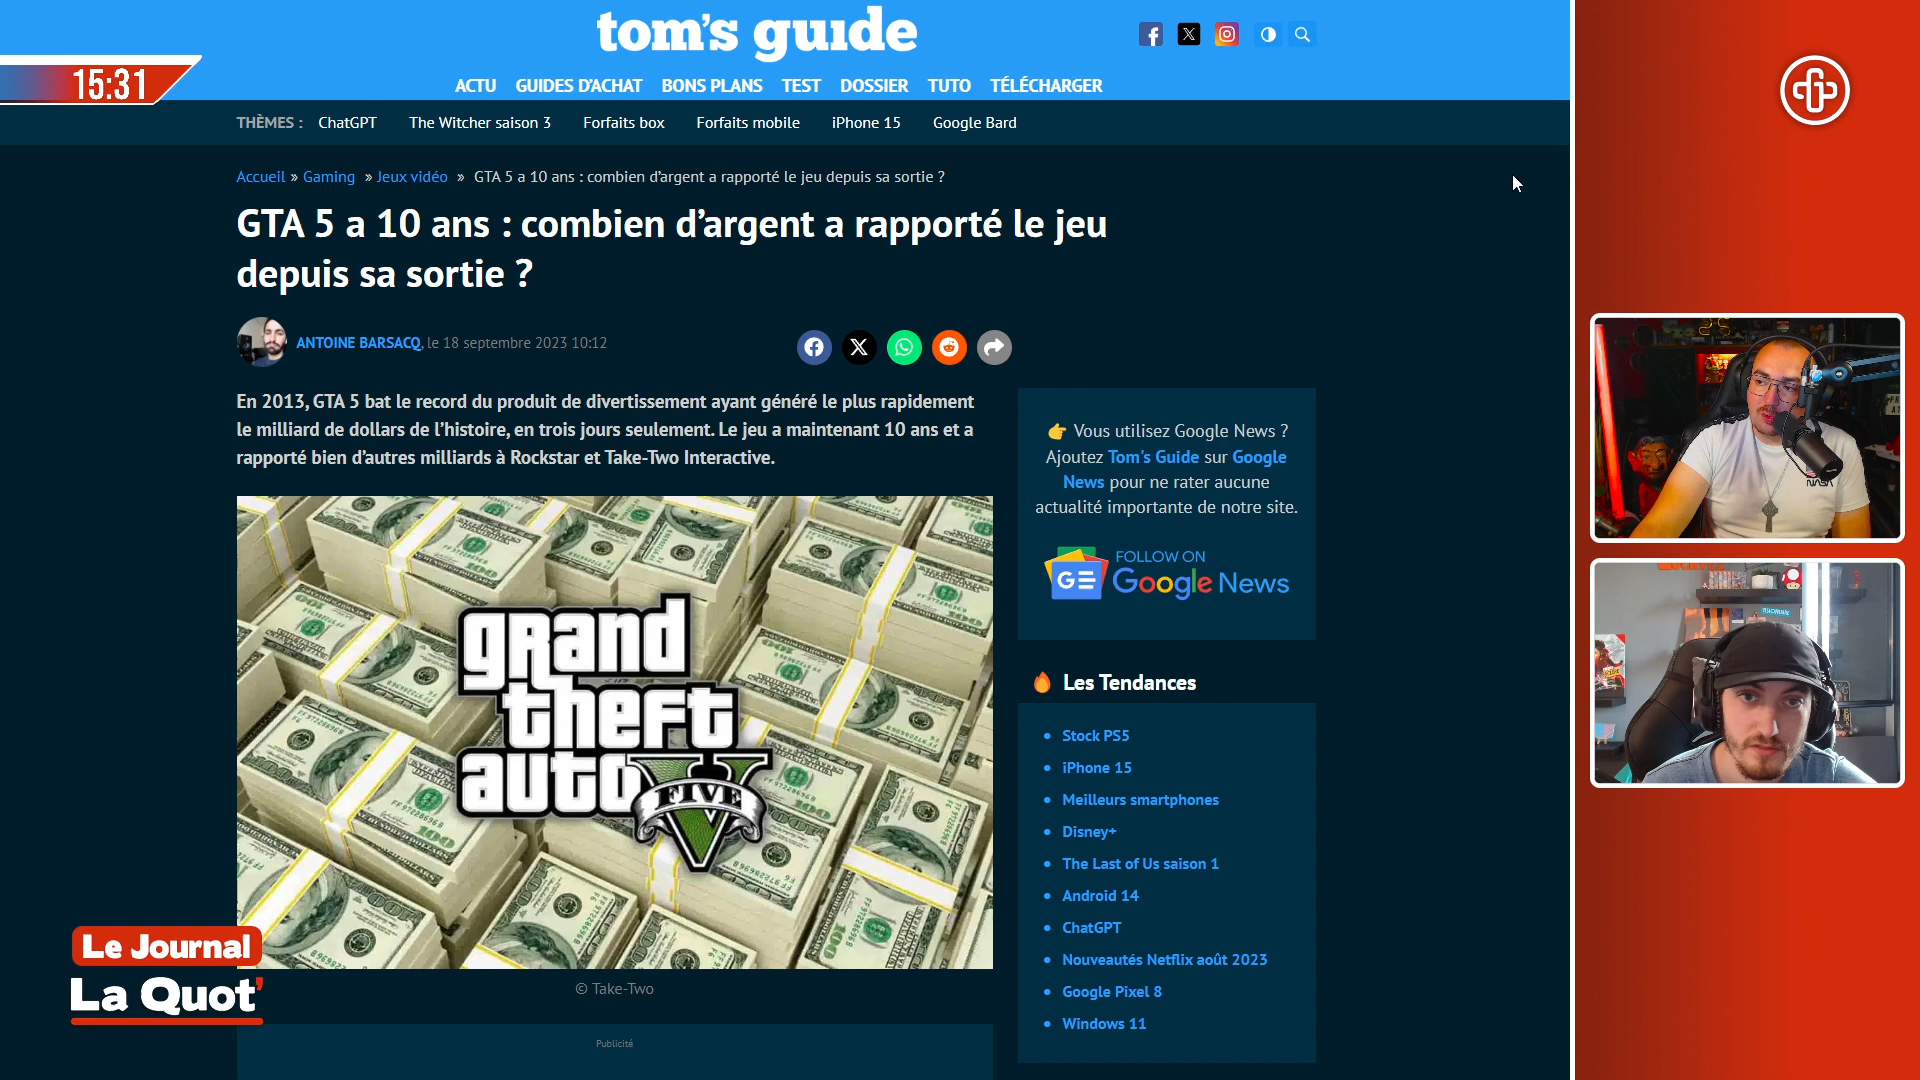 tom's guide
15:31
ACTU GUIDES D'ACHAT BONS PLANS TEST DOSSIER TUTO TÉLÉCHARGER
THÈMES : ChatGPT The Witcher saison 3 Forfaits box Forfaits mobile iPhone 15 Google Bard
Accueil » Gaming » Jeux vidéo » GTA 5 a 10 ans : combien d'argent a rapporté le jeu depuis sa sortie ?
GTA 5 a 10 ans : combien d'argent a rapporté le jeu
depuis sa sortie ?
ANTOINE BARSACQ, le 18 septembre 2023 10:12
En 2013, GTA 5 bat le record du produit de divertissement ayant généré le plus rapidement
le milliard de dollars de l'histoire, en trois jours seulement. Le jeu a maintenant 10 ans et a
rapporté bien d'autres milliards à Rockstar et Take-Two Interactive.
grand
theft
auto V
FIVE
© Take-Two
Publicité
👉 Vous utilisez Google News ?
Ajoutez Tom's Guide sur Google
News pour ne rater aucune
actualité importante de notre site.
GE FOLLOW ON
Google News
🔥 Les Tendances
• Stock PS5
• iPhone 15
• Meilleurs smartphones
• Disney+
• The Last of Us saison 1
• Android 14
• ChatGPT
• Nouveautés Netflix août 2023
• Google Pixel 8
• Windows 11
NASA
Le Journal
La Quot'